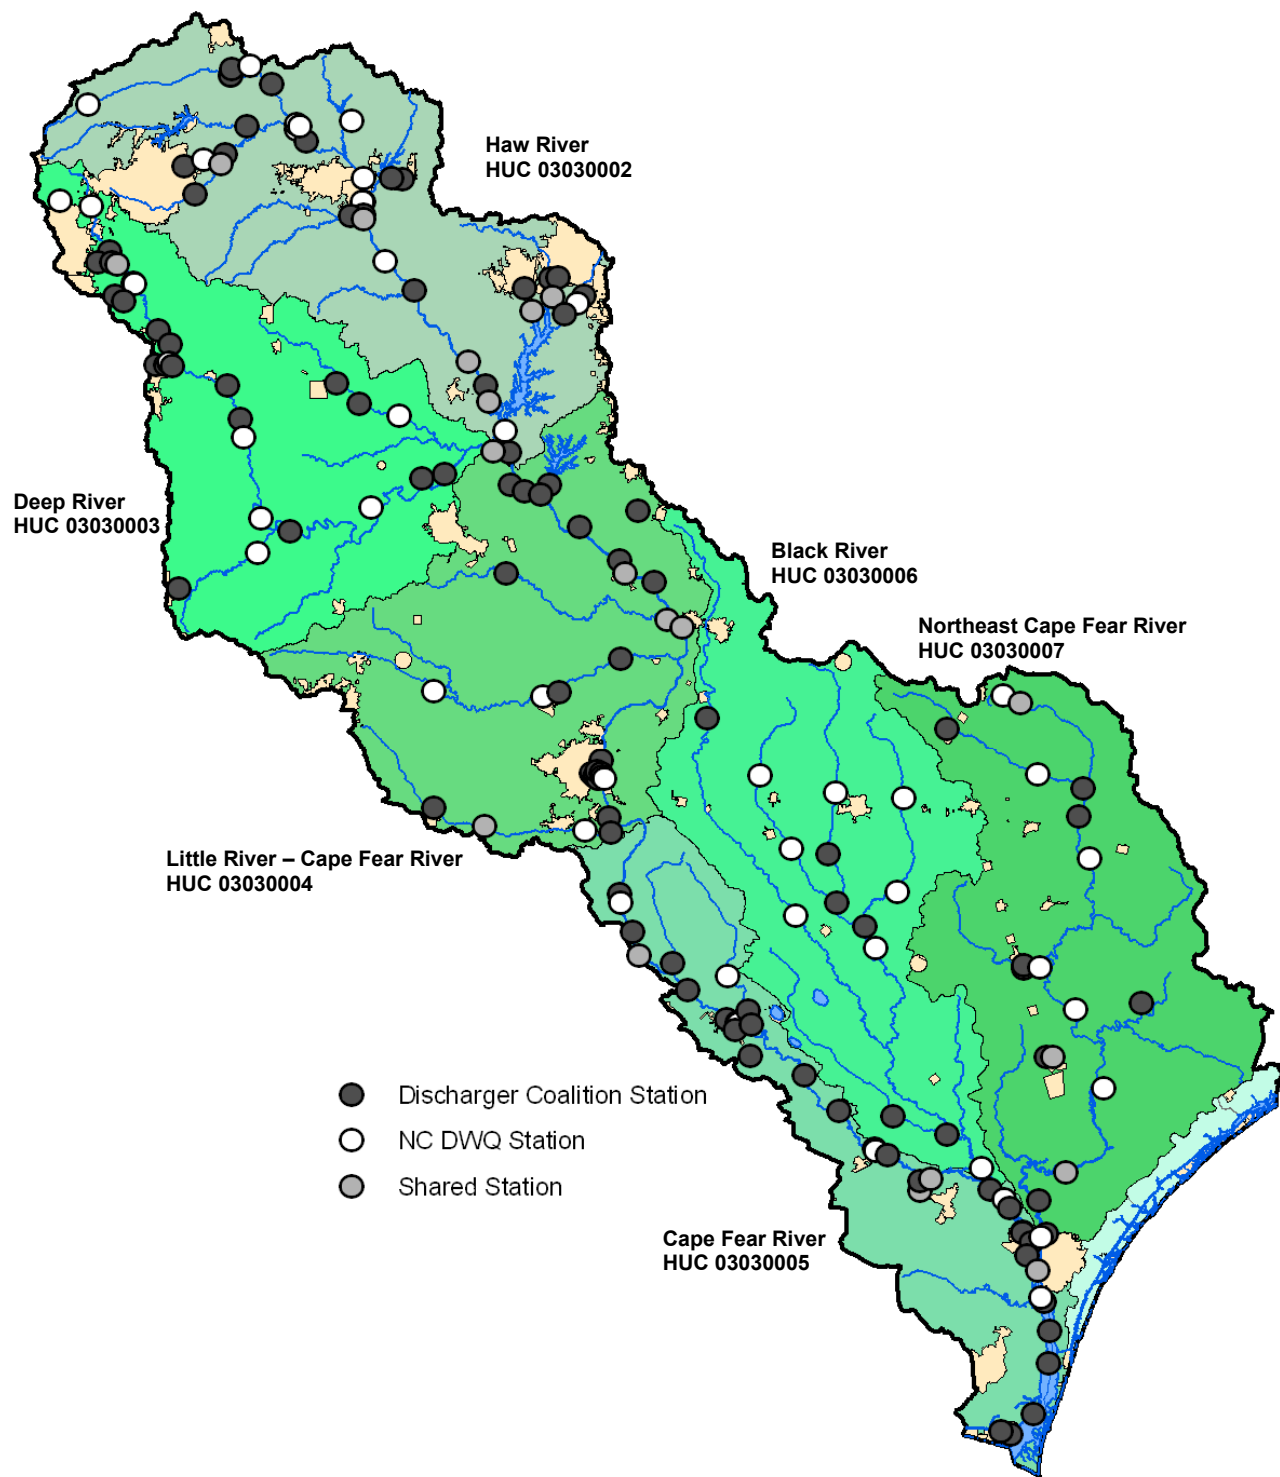 Haw River
HUC 03030002
Deep River
HUC 03030003
Black River
HUC 03030006
Northeast Cape Fear River
HUC 03030007
Little River – Cape Fear River
HUC 03030004
Discharger Coalition Station
NC DWQ Station
Shared Station
Cape Fear River
HUC 03030005